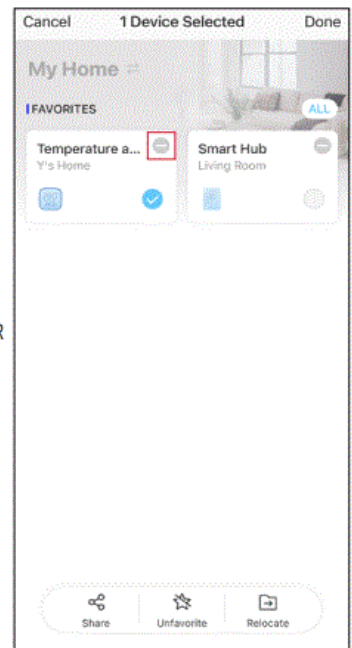 Cancel 1 Device Selected Done
My Home
FAVORITES ALL
Temperature a... Smart Hub
Y's Home Living Room
R
Share Unfavorite Relocate